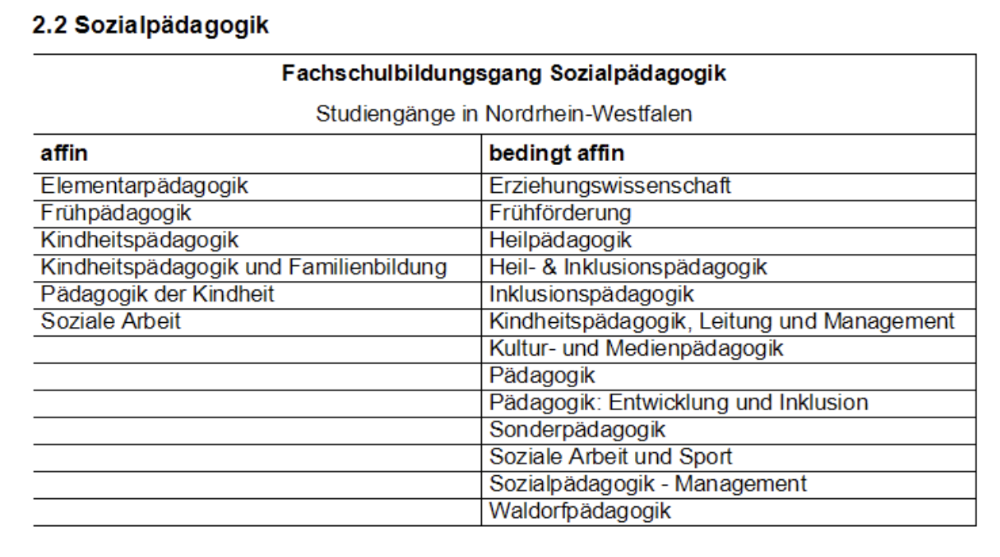 2.2 Sozialpädagogik
Fachschulbildungsgang Sozialpädagogik
Studiengänge in Nordrhein-Westfalen
affin bedingt affin
Elementarpädagogik Erziehungswissenschaft
Frühpädagogik Frühförderung
Kindheitspädagogik Heilpädagogik
Kindheitspädagogik und Familienbildung Heil- & Inklusionspädagogik
Pädagogik der Kindheit Inklusionspädagogik
Soziale Arbeit Kindheitspädagogik, Leitung und Management
Kultur- und Medienpädagogik
Pädagogik
Pädagogik: Entwicklung und Inklusion
Sonderpädagogik
Soziale Arbeit und Sport
Sozialpädagogik - Management
Waldorfpädagogik